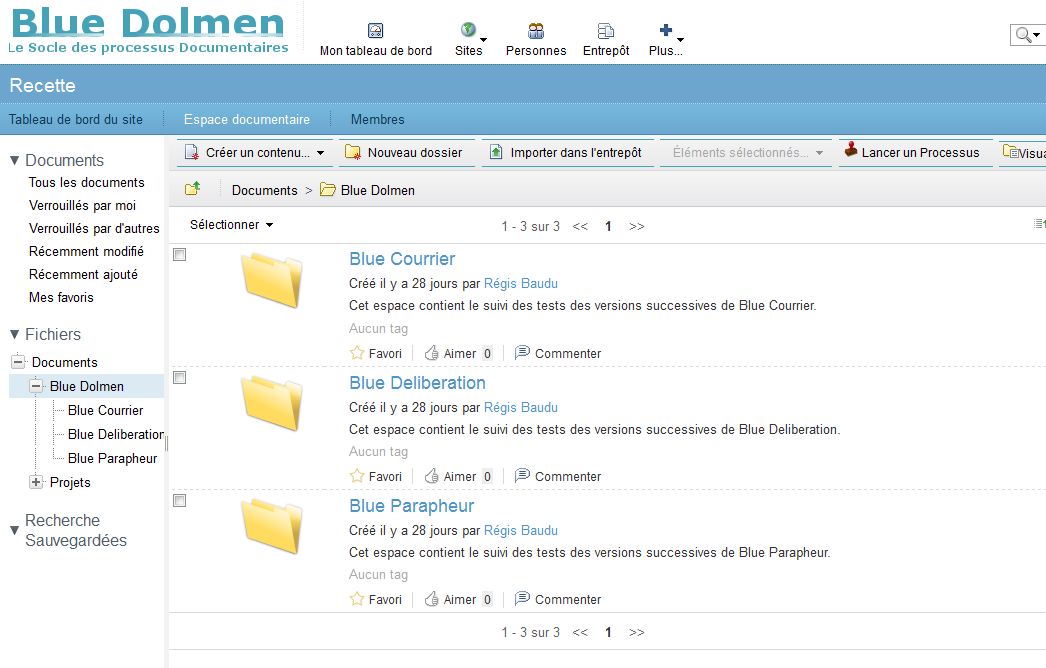 Blue Dolmen
Le Socle des processus Documentaires
Mon tableau de bord
Sites
Personnes
Entrepôt
Plus...
Recette
Tableau de bord du site
Espace documentaire
Membres
Documents
Tous les documents
Verrouillés par moi
Verrouillés par d'autres
Récemment modifié
Récemment ajouté
Mes favoris
Fichiers
Documents
Blue Dolmen
Blue Courrier
Blue Deliberation
Blue Parapheur
Projets
Recherche
Sauvegardées
Créer un contenu...
Nouveau dossier
Importer dans l'entrepôt
Éléments sélectionnés...
Lancer un Processus
Visua
Documents > Blue Dolmen
Sélectionner
1 - 3 sur 3 << 1 >>
Blue Courrier
Créé il y a 28 jours par Régis Baudu
Cet espace contient le suivi des tests des versions successives de Blue Courrier.
Aucun tag
Favori Aimer 0 Commenter
Blue Deliberation
Créé il y a 28 jours par Régis Baudu
Cet espace contient le suivi des tests des versions successives de Blue Deliberation.
Aucun tag
Favori Aimer 0 Commenter
Blue Parapheur
Créé il y a 28 jours par Régis Baudu
Cet espace contient le suivi des tests des versions successives de Blue Parapheur.
Aucun tag
Favori Aimer 0 Commenter
1 - 3 sur 3 << 1 >>